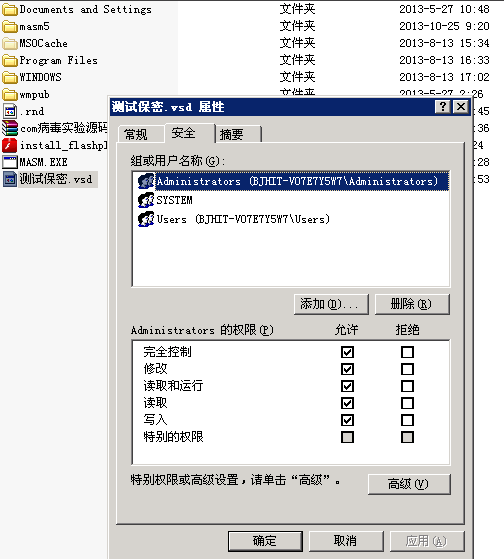 Documents and Settings 文件夹 2013-5-27 10:48
masm5 文件夹 2013-10-25 9:20
MSOCache 文件夹 2013-8-13 15:34
Program Files 文件夹 2013-8-13 16:33
WINDOWS 文件夹 2013-8-13 17:02
wmpub 文件夹 2013-5-27 2:26
.rnd
com病毒实验源码 :36
install_flashpl :24
MASM.EXE :28
测试保密.vsd :53
测试保密.vsd 属性
常规 安全 摘要
组或用户名称(G):
Administrators (BJHIT-VO7E7Y5W7\Administrators)
SYSTEM
Users (BJHIT-VO7E7Y5W7\Users)
添加(D)... 删除(R)
Administrators 的权限(P) 允许 拒绝
完全控制
修改
读取和运行
读取
写入
特别的权限
特别权限或高级设置，请单击“高级”。 高级(V)
确定 取消 应用(A)